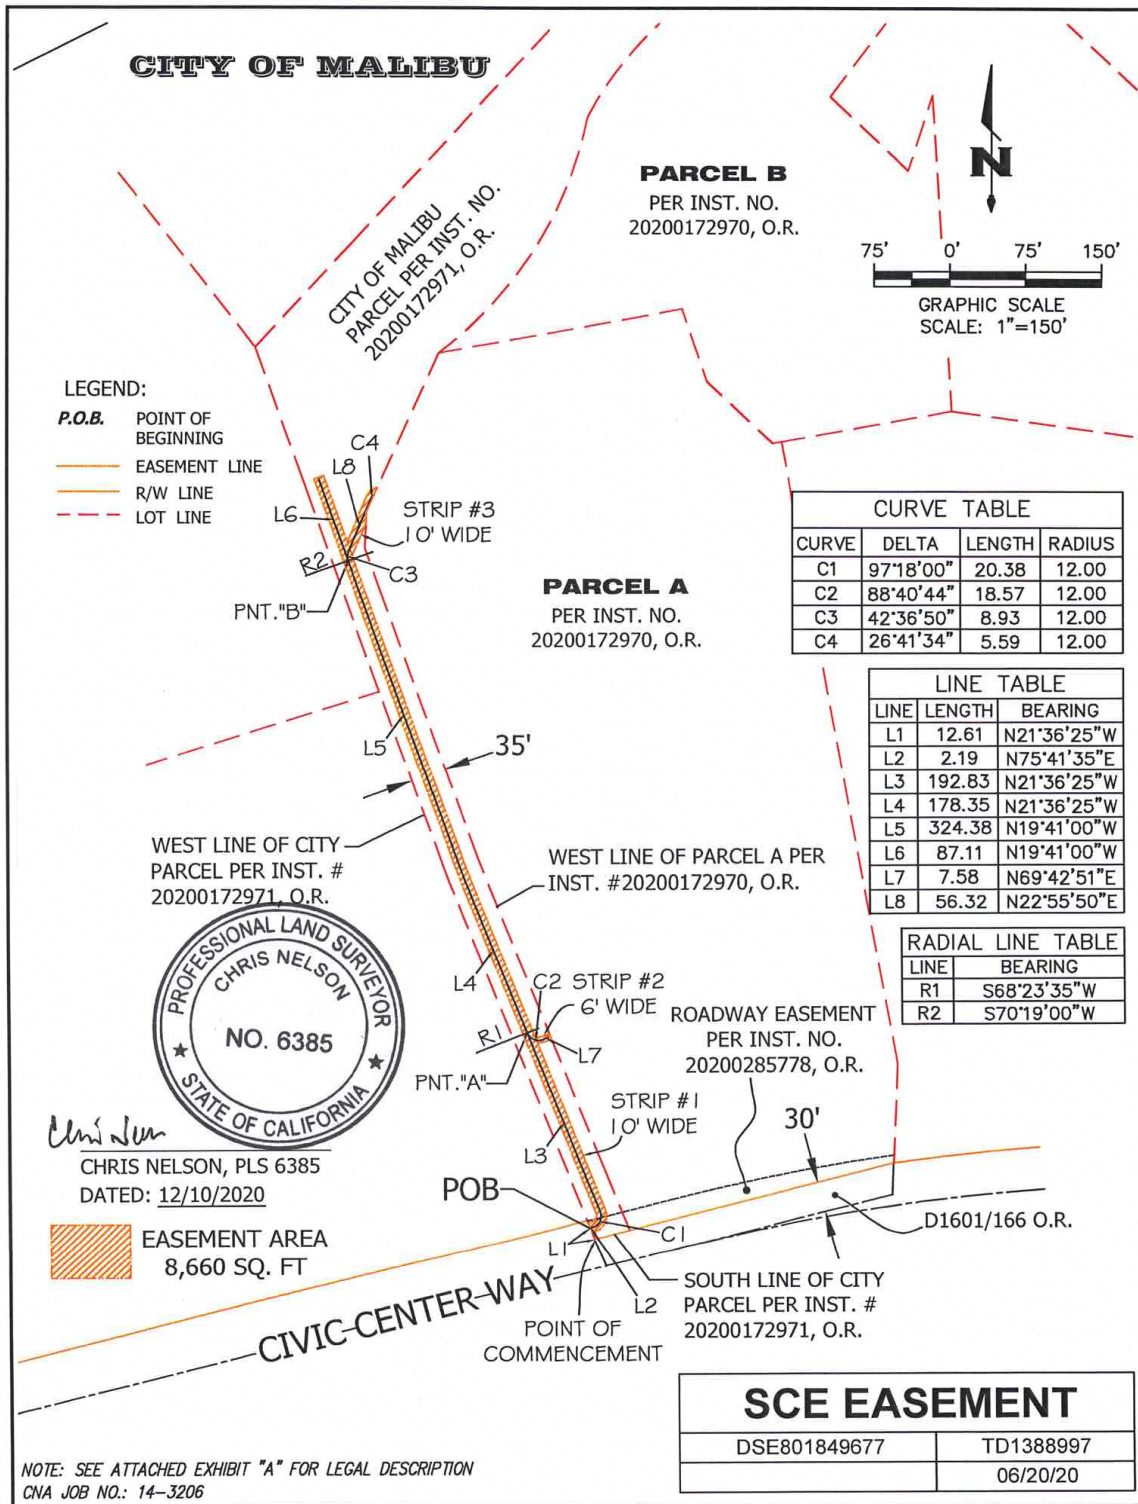 CITY OF MALIBU
PARCEL B
PER INST. NO.
20200172970, O.R.
N
75' 0' 75' 150'
GRAPHIC SCALE
SCALE: 1"=150'
CITY OF MALIBU
PARCEL PER INST. NO.
20200172971, O.R.
LEGEND:
P.O.B. POINT OF
BEGINNING
EASEMENT LINE
R/W LINE
LOT LINE
C4
L8
L6
STRIP #3
10' WIDE
R2
C3
PNT."B"
PARCEL A
PER INST. NO.
20200172970, O.R.
CURVE TABLE
CURVE DELTA LENGTH RADIUS
C1 97°18'00" 20.38 12.00
C2 88°40'44" 18.57 12.00
C3 42°36'50" 8.93 12.00
C4 26°41'34" 5.59 12.00
LINE TABLE
LINE LENGTH BEARING
L1 12.61 N21°36'25"W
L2 2.19 N75°41'35"E
L3 192.83 N21°36'25"W
L4 178.35 N21°36'25"W
L5 324.38 N19°41'00"W
L6 87.11 N19°41'00"W
L7 7.58 N69°42'51"E
L8 56.32 N22°55'50"E
RADIAL LINE TABLE
LINE BEARING
R1 S68°23'35"W
R2 S70°19'00"W
L5
35'
WEST LINE OF CITY
PARCEL PER INST. #
20200172971, O.R.
WEST LINE OF PARCEL A PER
INST. #20200172970, O.R.
PROFESSIONAL LAND SURVEYOR
CHRIS NELSON
NO. 6385
STATE OF CALIFORNIA
L4
C2 STRIP #2
6' WIDE
R1
L7
PNT."A"
ROADWAY EASEMENT
PER INST. NO.
20200285778, O.R.
STRIP #1
10' WIDE
30'
L3
CHRIS NELSON, PLS 6385
DATED: 12/10/2020
POB
EASEMENT AREA
8,660 SQ. FT
L1
C1
D1601/166 O.R.
L2
SOUTH LINE OF CITY
PARCEL PER INST. #
20200172971, O.R.
CIVIC CENTER WAY
POINT OF
COMMENCEMENT
SCE EASEMENT
DSE801849677 TD1388997
06/20/20
NOTE: SEE ATTACHED EXHIBIT "A" FOR LEGAL DESCRIPTION
CNA JOB NO.: 14-3206